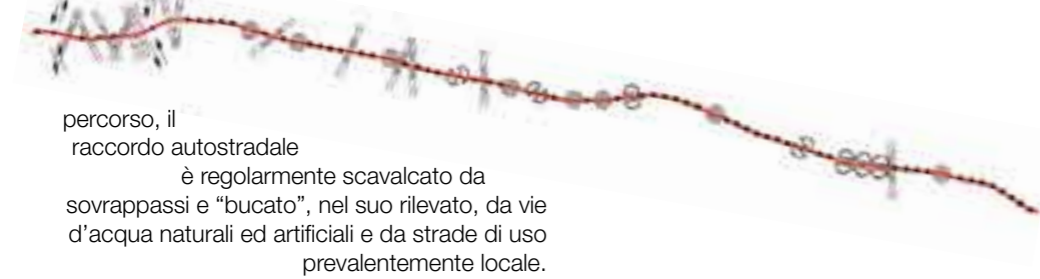 percorso, il
raccordo autostradale
è regolarmente scavalcato da
sovrappassi e “bucato”, nel suo rilevato, da vie
d’acqua naturali ed artificiali e da strade di uso
prevalentemente locale.